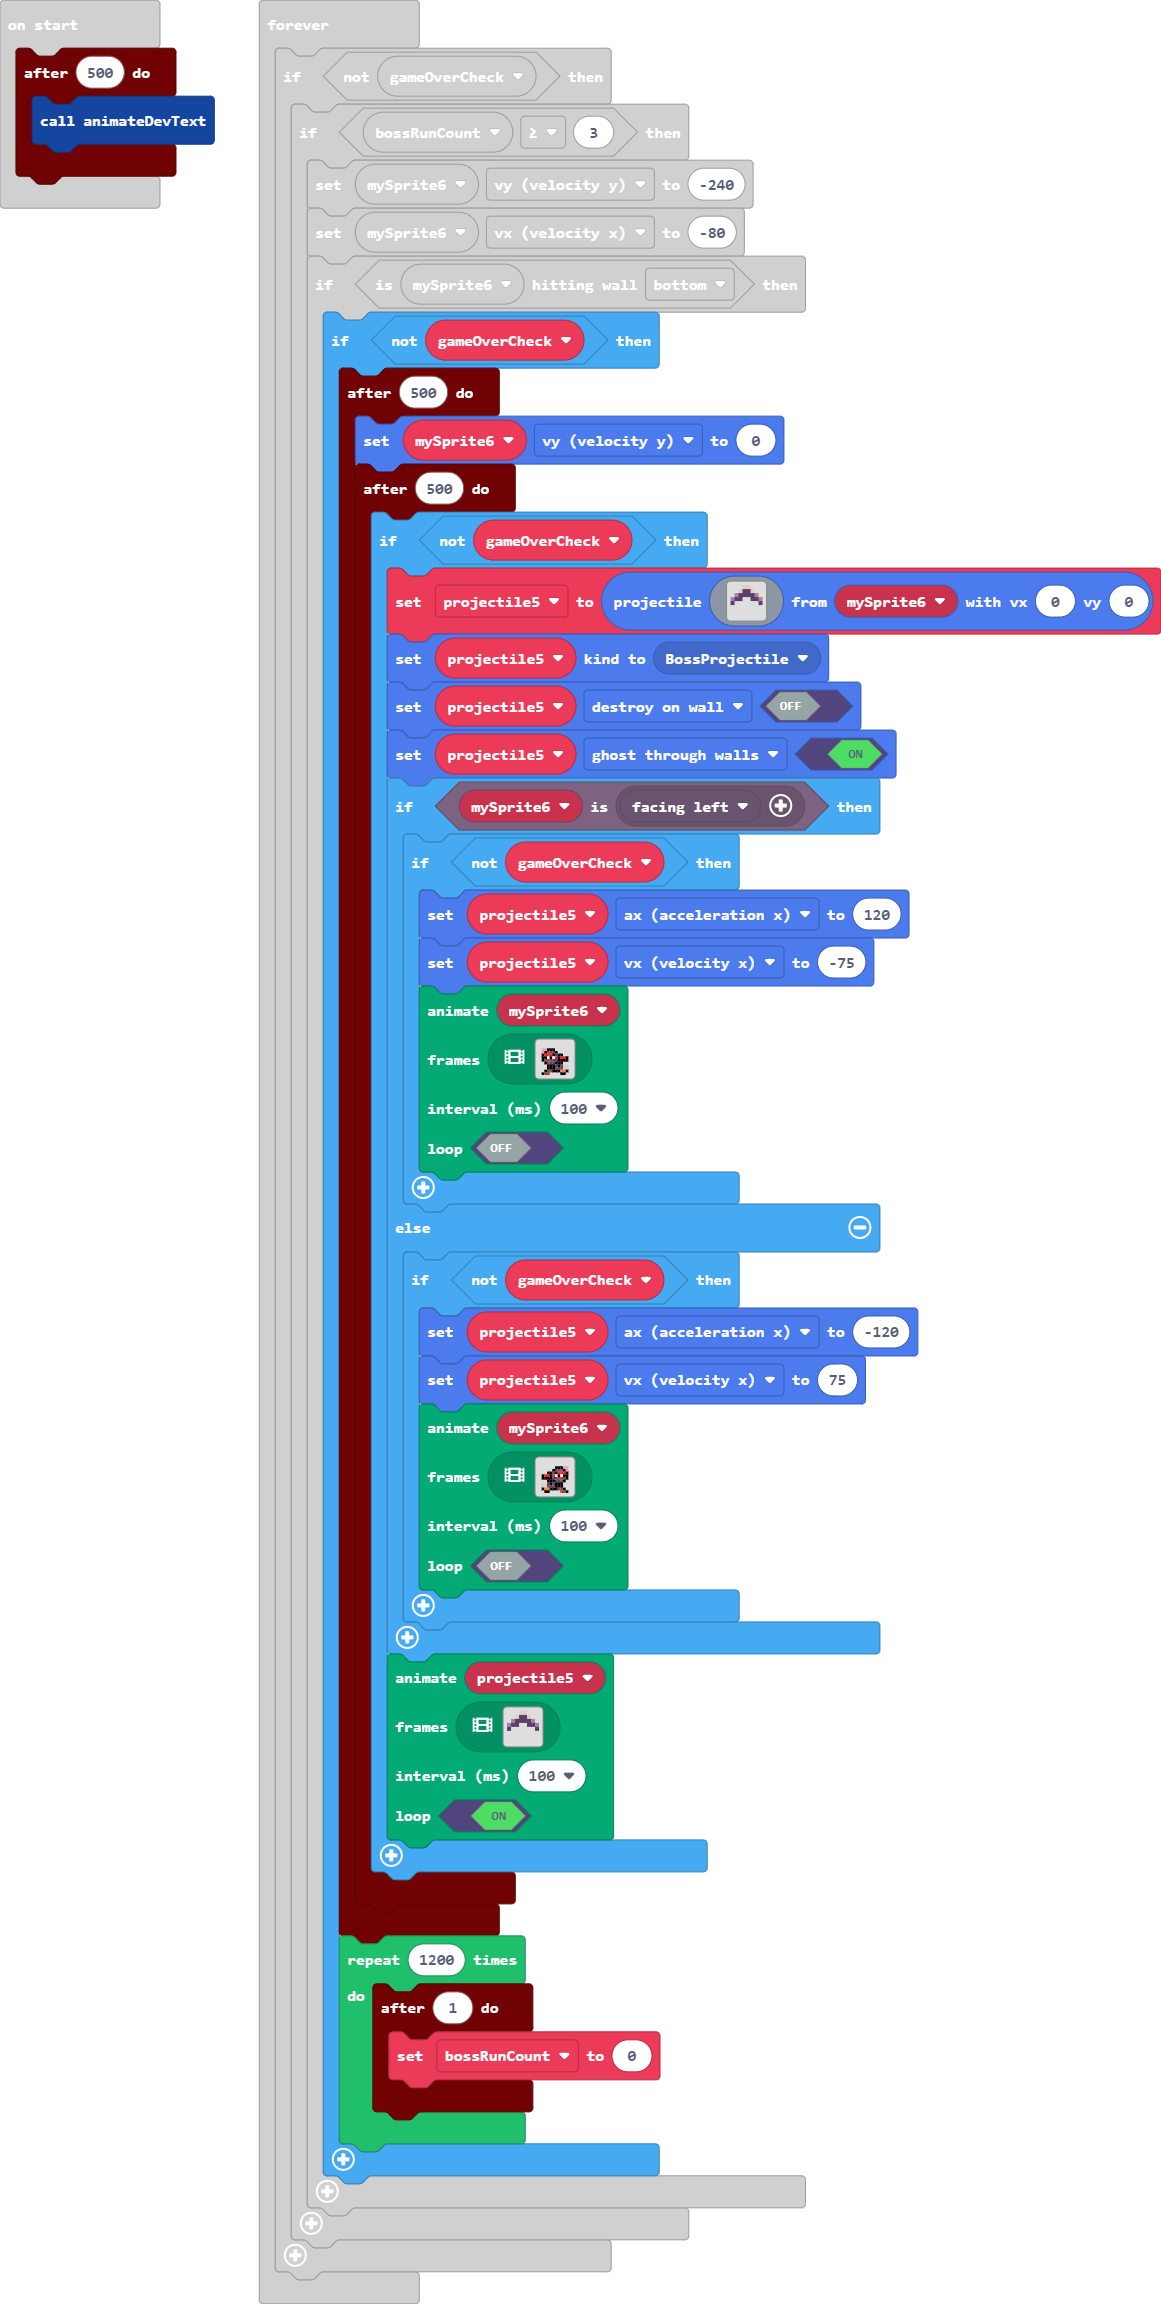 on start
after 500 do
call animateDevText
forever
if not gameOverCheck then
if bossRunCount ≥ 3 then
set mySprite6 vy (velocity y) to -240
set mySprite6 vx (velocity x) to -80
if is mySprite6 hitting wall bottom then
if not gameOverCheck then
after 500 do
set mySprite6 vy (velocity y) to 0
after 500 do
if not gameOverCheck then
set projectile5 to projectile from mySprite6 with vx 0 vy 0
set projectile5 kind to BossProjectile
set projectile5 destroy on wall OFF
set projectile5 ghost through walls ON
if mySprite6 is facing left then
if not gameOverCheck then
set projectile5 ax (acceleration x) to 120
set projectile5 vx (velocity x) to -75
animate mySprite6
frames
interval (ms) 100
loop OFF
else
if not gameOverCheck then
set projectile5 ax (acceleration x) to -120
set projectile5 vx (velocity x) to 75
animate mySprite6
frames
interval (ms) 100
loop OFF
animate projectile5
frames
interval (ms) 100
loop ON
repeat 1200 times
do
after 1 do
set bossRunCount to 0